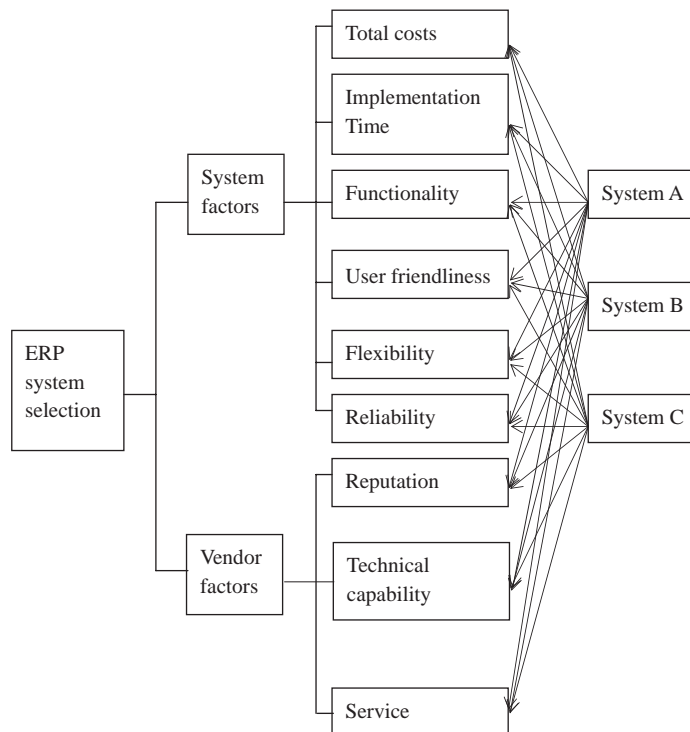 ERP
system
selection
System
factors
Vendor
factors
Total costs
Implementation
Time
Functionality
User friendliness
Flexibility
Reliability
Reputation
Technical
capability
Service
System A
System B
System C